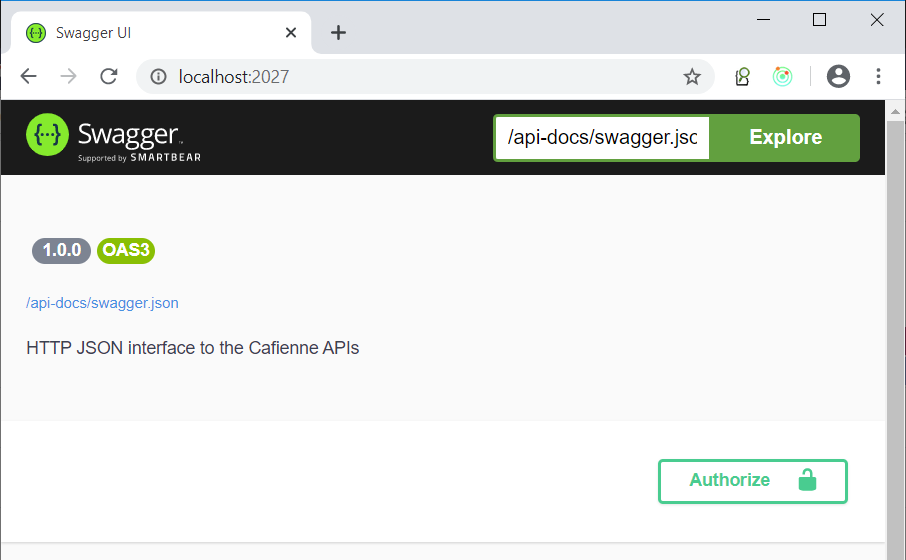 Swagger UI
localhost:2027
Swagger™
Supported by SMARTBEAR
/api-docs/swagger.jsc
Explore
1.0.0 OAS3
/api-docs/swagger.json
HTTP JSON interface to the Cafienne APIs
Authorize